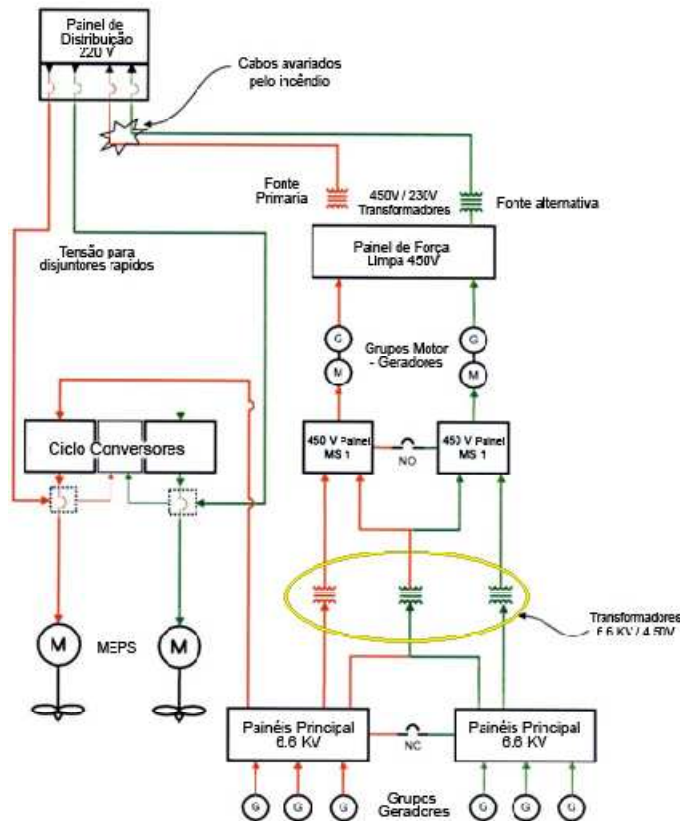 Painel de
Distribuição
220 V
Cabos avariados
pelo incêndio
Fonte
Primaria
450V / 230V
Transformadores
Fonte alternativa
Painel de Força
Limpa 450V
Tensão para
disjuntores rapidos
G
G
Grupos Motor
- Geradores
M
M
Ciclo Conversores
450 V Painel
MS 1
NO
450 V Painel
MS 1
Transformadores
6.6 KV / 4.50V
M
MEPS
M
Painéis Principal
6.6 KV
NC
Painéis Principal
6.6 KV
G
G
G
Grupos
Geradores
G
G
G